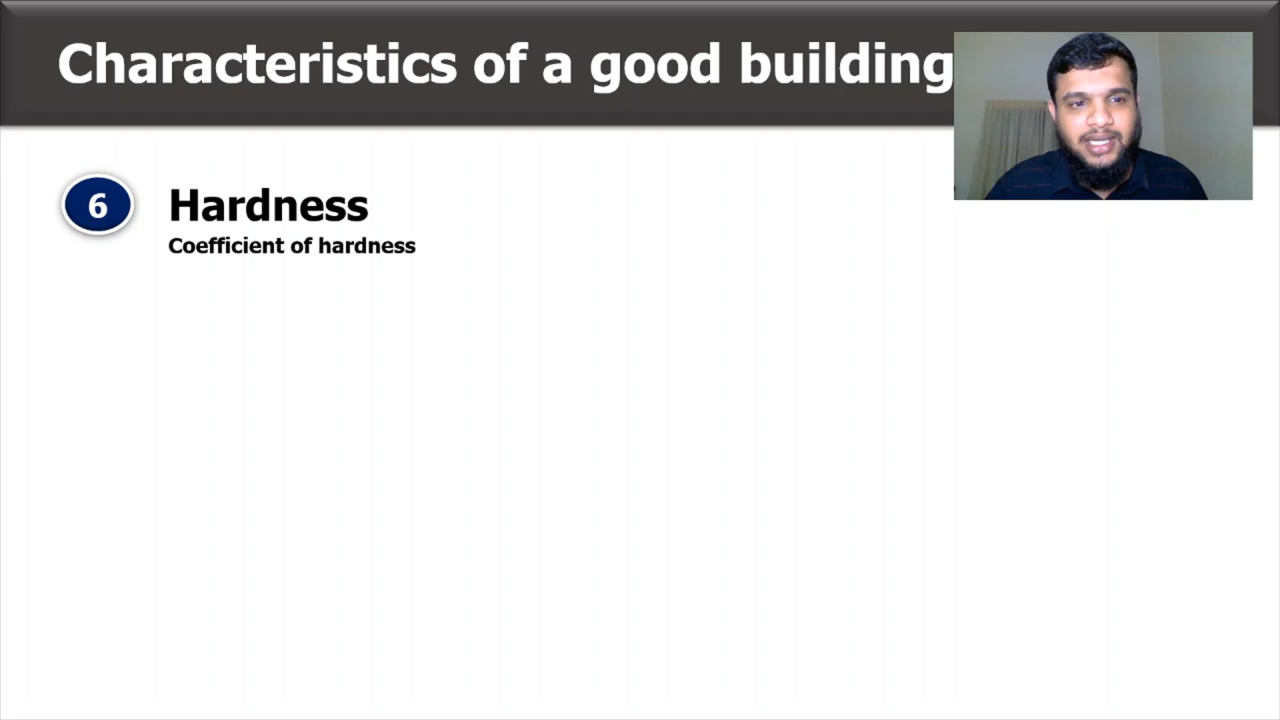 Characteristics of a good building
6
Hardness
Coefficient of hardness